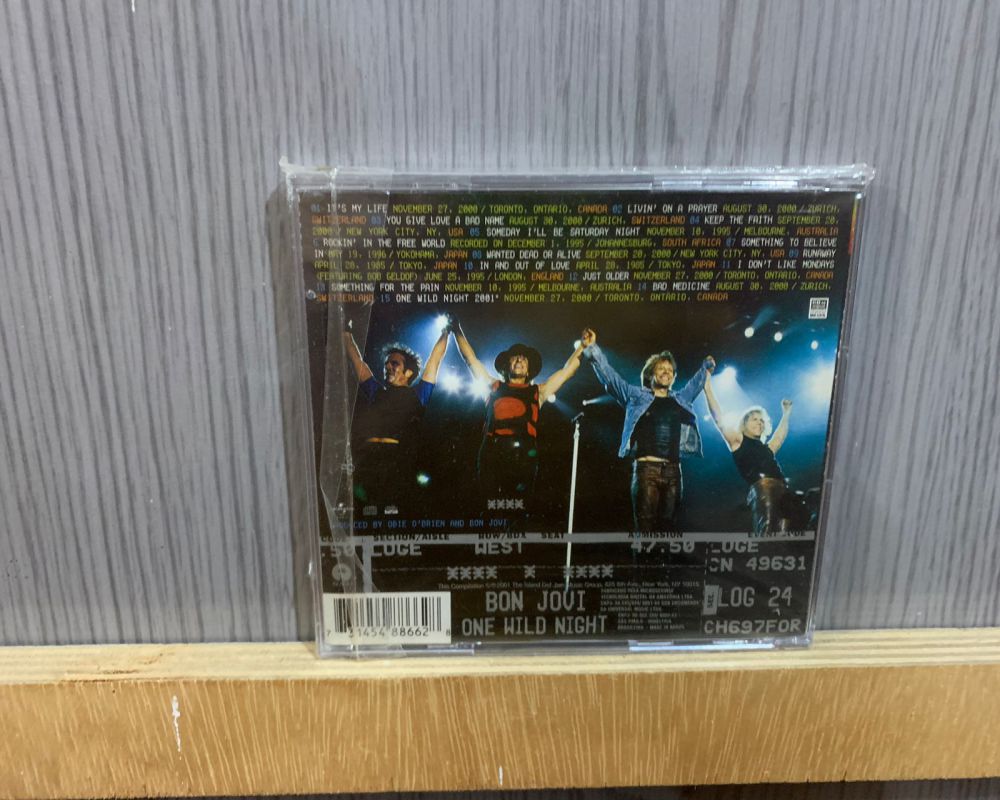 01 IT'S MY LIFE NOVEMBER 27, 2000 / TORONTO, ONTARIO, CANADA 02 LIVIN' ON A PRAYER AUGUST 30, 2000 / ZURICH,
SWITZERLAND 03 YOU GIVE LOVE A BAD NAME AUGUST 30, 2000 / ZURICH, SWITZERLAND 04 KEEP THE FAITH SEPTEMBER 20,
2000 / NEW YORK CITY, NY, USA 05 SOMEDAY I'LL BE SATURDAY NIGHT NOVEMBER 10, 1995 / MELBOURNE, AUSTRALIA
ROCKIN' IN THE FREE WORLD RECORDED ON DECEMBER 1, 1995 / JOHANNESBURG, SOUTH AFRICA 07 SOMETHING TO BELIEVE
IN MAY 19, 1996 / YOKOHAMA, JAPAN 08 WANTED DEAD OR ALIVE SEPTEMBER 20, 2000 / NEW YORK CITY, NY, USA 09 RUNAWAY
APRIL 28, 1985 / TOKYO, JAPAN 10 IN AND OUT OF LOVE APRIL 28, 1985 / TOKYO, JAPAN 11 I DON'T LIKE MONDAYS
(FEATURING BOB GELDOF) JUNE 25, 1995 / LONDON, ENGLAND 12 JUST OLDER NOVEMBER 27, 2000 / TORONTO, ONTARIO, CANADA
13 SOMETHING FOR THE PAIN NOVEMBER 10, 1995 / MELBOURNE, AUSTRALIA 14 BAD MEDICINE AUGUST 30, 2000 / ZURICH,
SWITZERLAND 15 ONE WILD NIGHT 2001* NOVEMBER 27, 2000 / TORONTO, ONTARIO, CANADA
BY OBIE O'BRIEN AND BON JOVI
SECTION/AISLE ROW/BOX SEAT ADMISSION
.50 LOGE WEST 47.50 LOGE
CN 49631
BON JOVI
LOG 24
ONE WILD NIGHT
CH697FOR
7 31454 88662 8